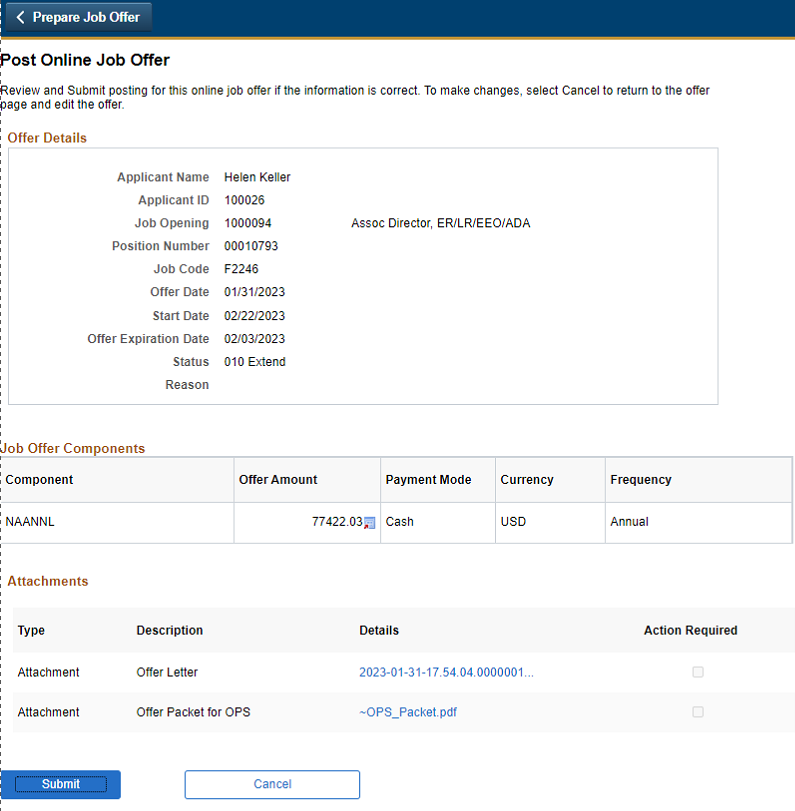 Prepare Job Offer
Post Online Job Offer
Review and Submit posting for this online job offer if the information is correct. To make changes, select Cancel to return to the offer
page and edit the offer.
Offer Details
Applicant Name Helen Keller
Applicant ID 100026
Job Opening 1000094 Assoc Director, ER/LR/EEO/ADA
Position Number 00010793
Job Code F2246
Offer Date 01/31/2023
Start Date 02/22/2023
Offer Expiration Date 02/03/2023
Status 010 Extend
Reason
Job Offer Components
Component Offer Amount Payment Mode Currency Frequency
NAANNL 77422.03 Cash USD Annual
Attachments
Type Description Details Action Required
Attachment Offer Letter 2023-01-31-17.54.04.0000001...
Attachment Offer Packet for OPS ~OPS_Packet.pdf
Submit Cancel